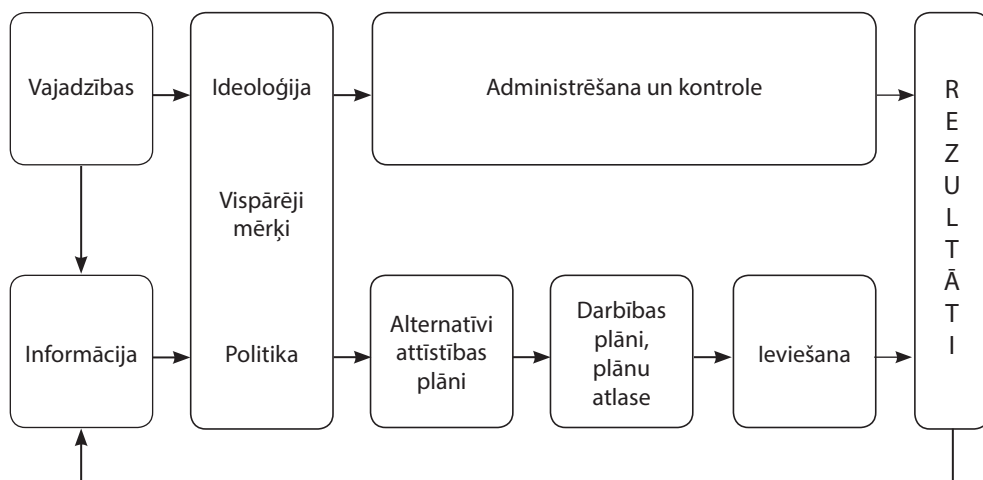 Vajadzības
Ideoloģija
Vispārēji
mērķi
Politika
Administrēšana un kontrole
Informācija
Alternatīvi
attīstības
plāni
Darbības
plāni,
plānu
atlase
Ieviešana
R
E
Z
U
L
T
Ā
T
I